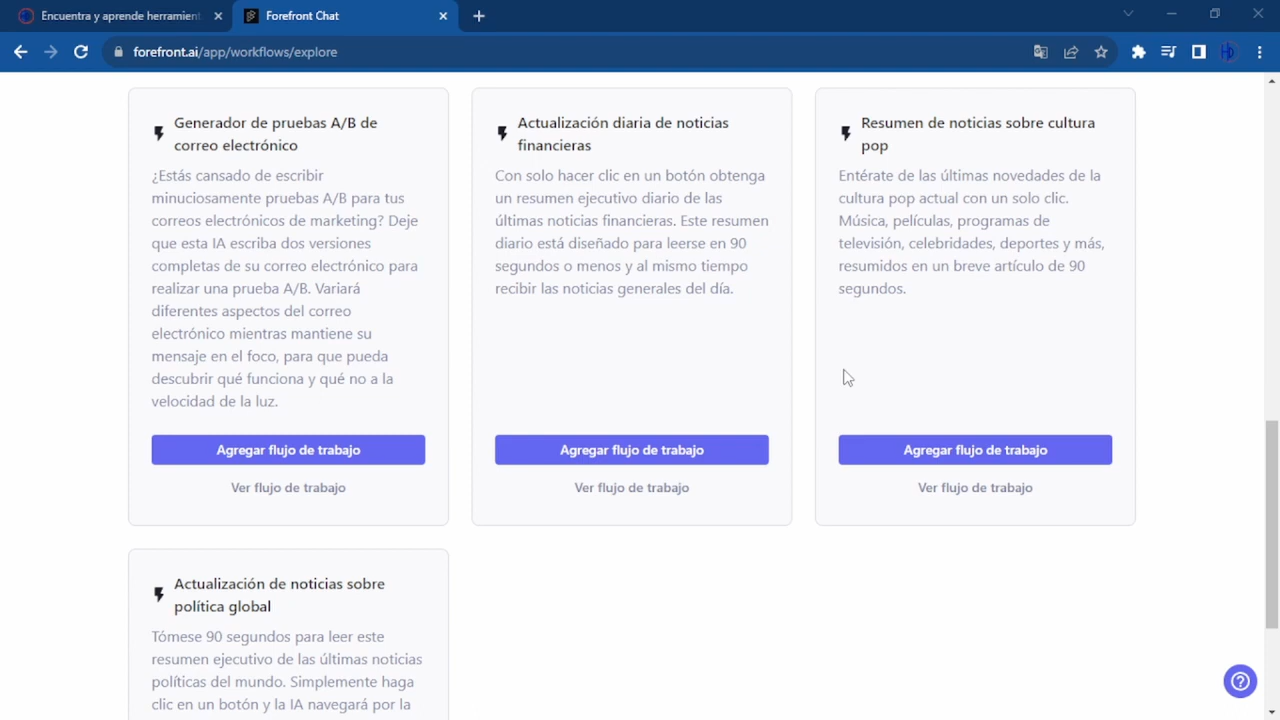 Encuentra y aprende herramien
Forefront Chat
forefront.ai/app/workflows/explore
Generador de pruebas A/B de
correo electrónico
¿Estás cansado de escribir
minuciosamente pruebas A/B para tus
correos electrónicos de marketing? Deje
que esta IA escriba dos versiones
completas de su correo electrónico para
realizar una prueba A/B. Variará
diferentes aspectos del correo
electrónico mientras mantiene su
mensaje en el foco, para que pueda
descubrir qué funciona y qué no a la
velocidad de la luz.
Agregar flujo de trabajo
Ver flujo de trabajo
Actualización diaria de noticias
financieras
Con solo hacer clic en un botón obtenga
un resumen ejecutivo diario de las
últimas noticias financieras. Este resumen
diario está diseñado para leerse en 90
segundos o menos y al mismo tiempo
recibir las noticias generales del día.
Agregar flujo de trabajo
Ver flujo de trabajo
Resumen de noticias sobre cultura
pop
Entérate de las últimas novedades de la
cultura pop actual con un solo clic.
Música, películas, programas de
televisión, celebridades, deportes y más,
resumidos en un breve artículo de 90
segundos.
Agregar flujo de trabajo
Ver flujo de trabajo
Actualización de noticias sobre
política global
Tómese 90 segundos para leer este
resumen ejecutivo de las últimas noticias
políticas del mundo. Simplemente haga
clic en un botón y la IA navegará por la